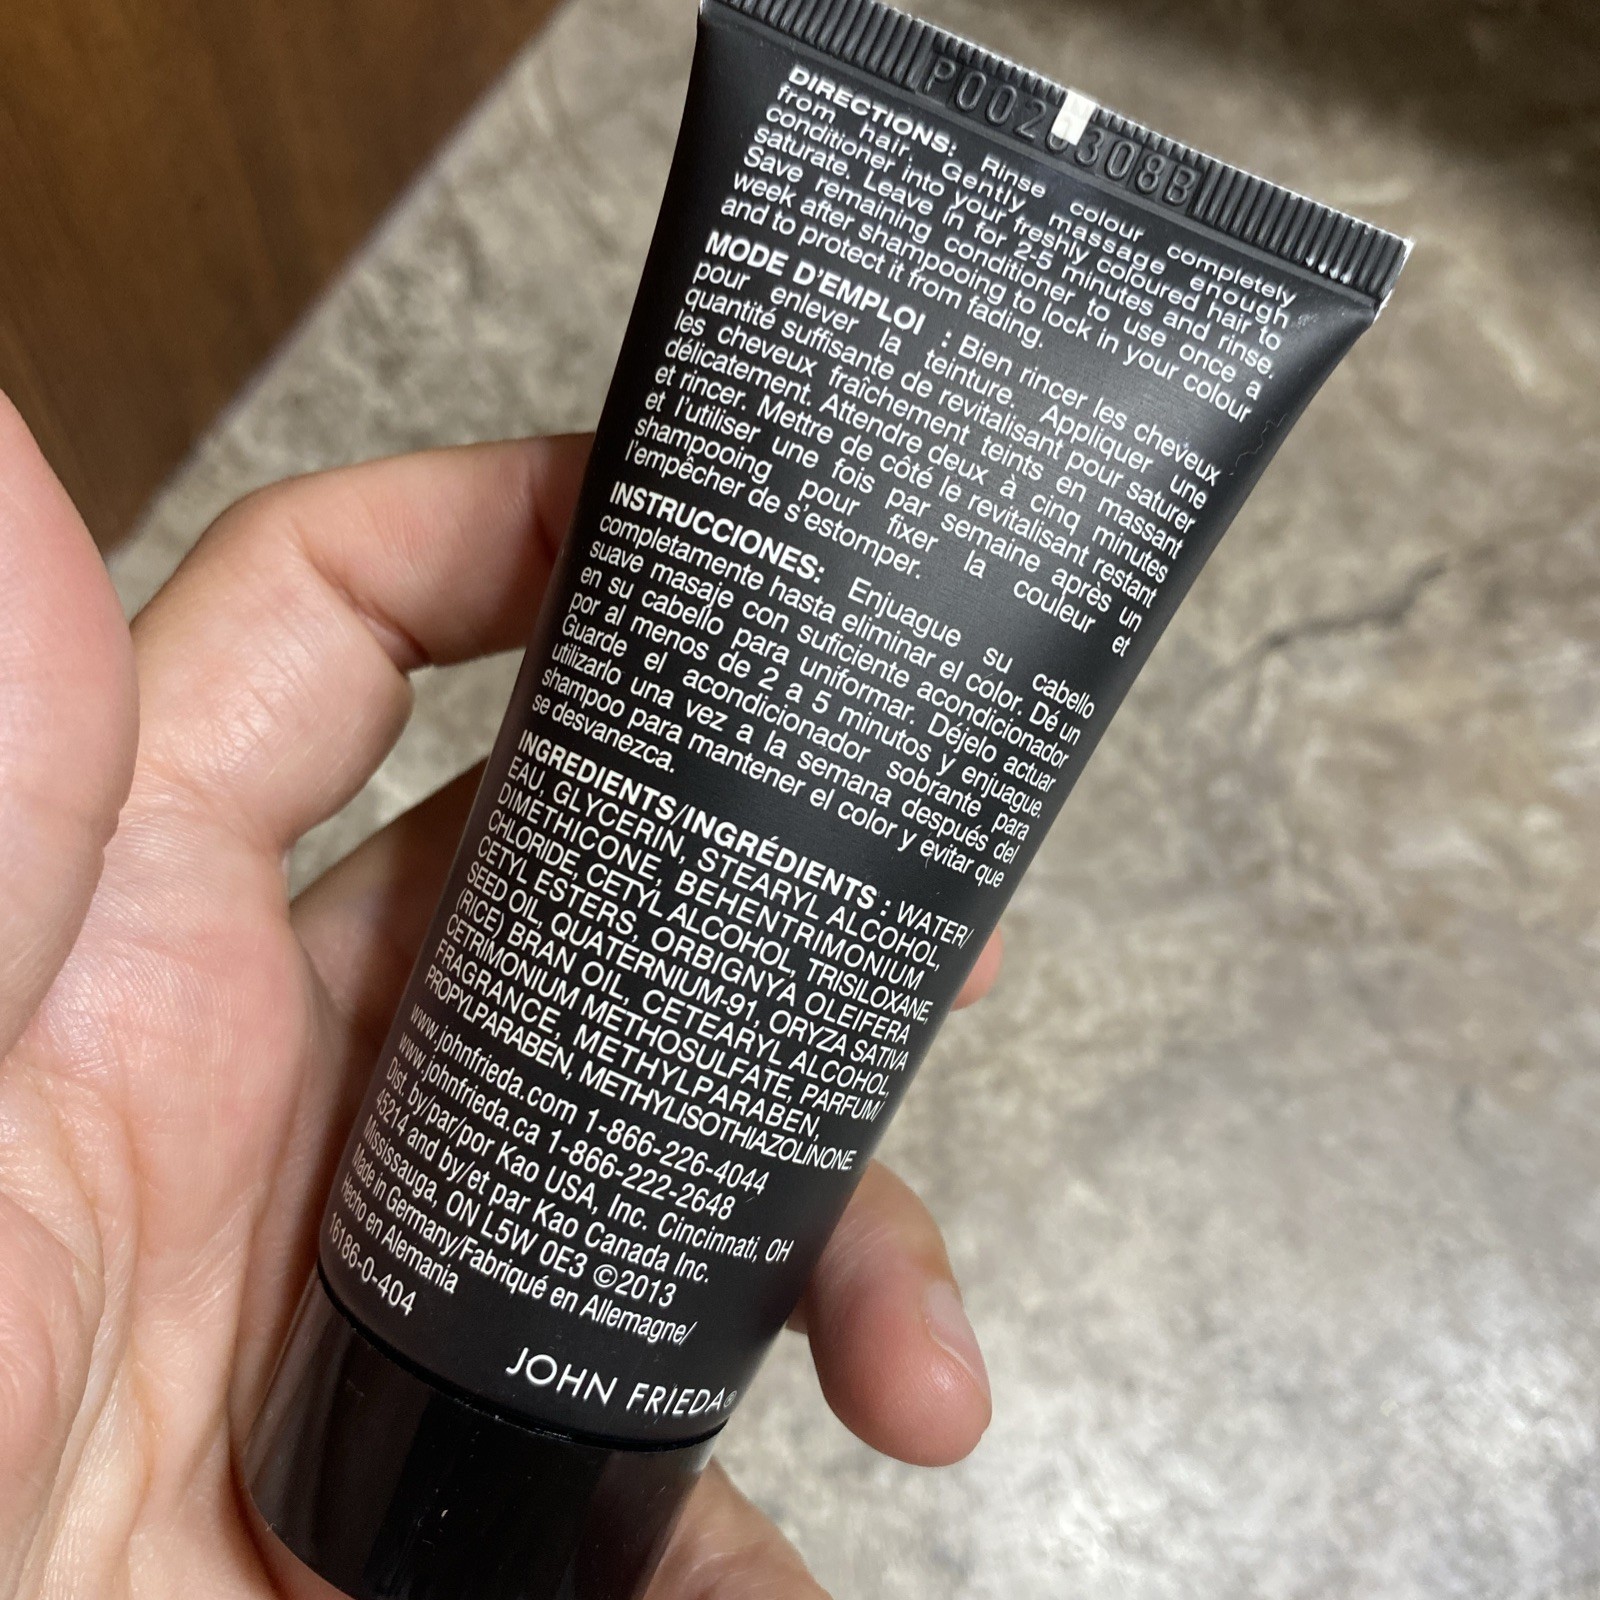 P00 308B
DIRECTIONS: Rinse colour completely
from hair. Gently massage enough
conditioner into your freshly coloured hair to
saturate. Leave in for 2-5 minutes and rinse.
Save remaining conditioner to use once a
week after shampooing to lock in your colour
and to protect it from fading.
MODE D'EMPLOI : Bien rincer les cheveux
pour enlever la teinture. Appliquer une
quantité suffisante de revitalisant pour saturer
les cheveux fraîchement teints en massant
délicatement. Attendre deux à cinq minutes
et rincer. Mettre de côté le revitalisant restant
et l'utiliser une fois par semaine après un
shampooing pour fixer la couleur et
l'empêcher de s'estomper.
INSTRUCCIONES: Enjuague su cabello
completamente hasta eliminar el color. Dé un
suave masaje con suficiente acondicionador
en su cabello para uniformar. Déjelo actuar
por al menos de 2 a 5 minutos y enjuague.
Guarde el acondicionador sobrante para
utilizarlo una vez a la semana después del
shampoo para mantener el color y evitar que
se desvanezca.
INGREDIENTS/INGRÉDIENTS : WATER/
EAU, GLYCERIN, STEARYL ALCOHOL,
DIMETHICONE, BEHENTRIMONIUM
CHLORIDE, CETYL ALCOHOL, TRISILOXANE,
CETYL ESTERS, ORBIGNYA OLEIFERA
SEED OIL, QUATERNIUM-91, ORYZA SATIVA
(RICE) BRAN OIL, CETEARYL ALCOHOL,
CETRIMONIUM METHOSULFATE, PARFUM/
FRAGRANCE, METHYLPARABEN,
PROPYLPARABEN, METHYLISOTHIAZOLINONE.
www.johnfrieda.com 1-866-226-4044
www.johnfrieda.ca 1-866-222-2648
Dist. by/par/por Kao USA, Inc. Cincinnati, OH
45214 and by/et par Kao Canada Inc.
Mississauga, ON L5W 0E3 ©2013
Made in Germany/Fabriqué en Allemagne/
Hecho en Alemania
16186-0-404
JOHN FRIEDA®